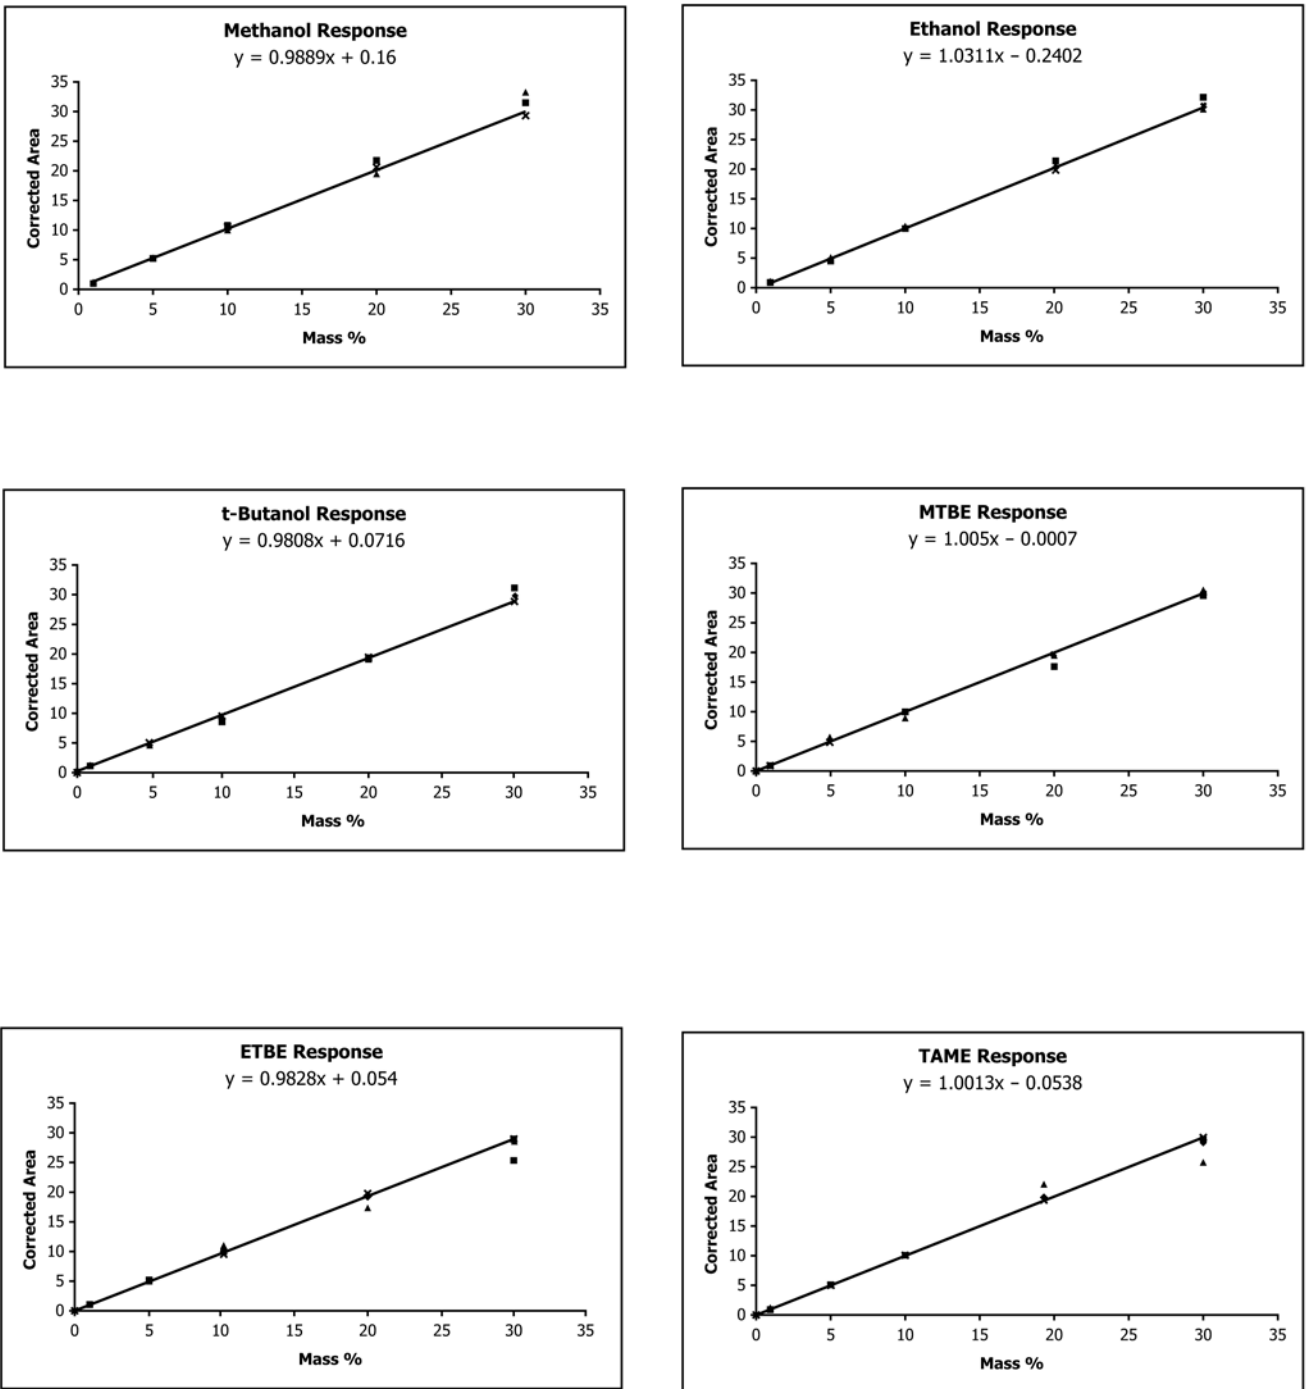 Methanol Response
y = 0.9889x + 0.16
35
30
25
20
15
10
5
0
Corrected Area
0 5 10 15 20 25 30 35
Mass %
Ethanol Response
y = 1.0311x − 0.2402
35
30
25
20
15
10
5
0
Corrected Area
0 5 10 15 20 25 30 35
Mass %
t-Butanol Response
y = 0.9808x + 0.0716
35
30
25
20
15
10
5
0
Corrected Area
0 5 10 15 20 25 30 35
Mass %
MTBE Response
y = 1.005x − 0.0007
35
30
25
20
15
10
5
0
Corrected Area
0 5 10 15 20 25 30 35
Mass %
ETBE Response
y = 0.9828x + 0.054
35
30
25
20
15
10
5
0
Corrected Area
0 5 10 15 20 25 30 35
Mass %
TAME Response
y = 1.0013x − 0.0538
35
30
25
20
15
10
5
0
Corrected Area
0 5 10 15 20 25 30 35
Mass %